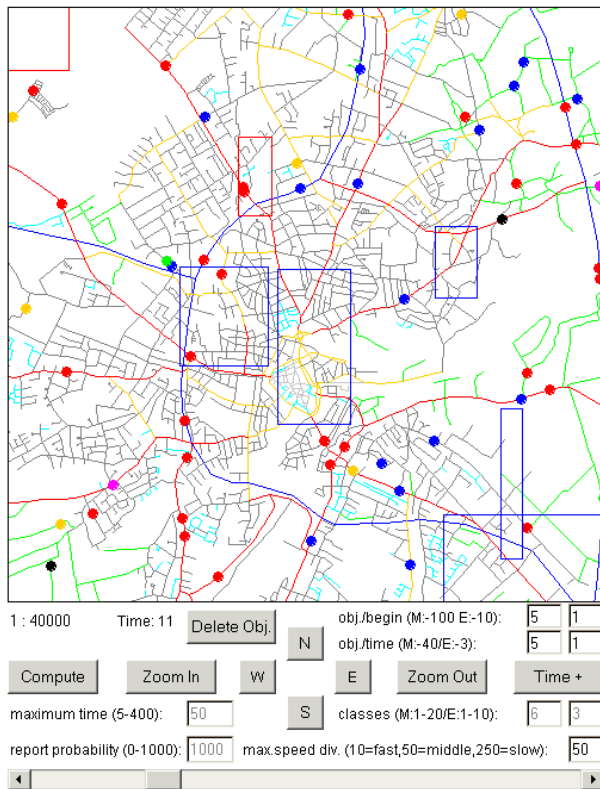 1 : 40000 Time: 11 Delete Obj. obj./begin (M:-100 E:-10): 5 1
N obj./time (M:-40/E:-3): 5 1
Compute Zoom In W E Zoom Out Time +
maximum time (5-400): 50 S classes (M:1-20/E:1-10): 6 3
report probability (0-1000): 1000 max.speed div. (10=fast,50=middle,250=slow): 50